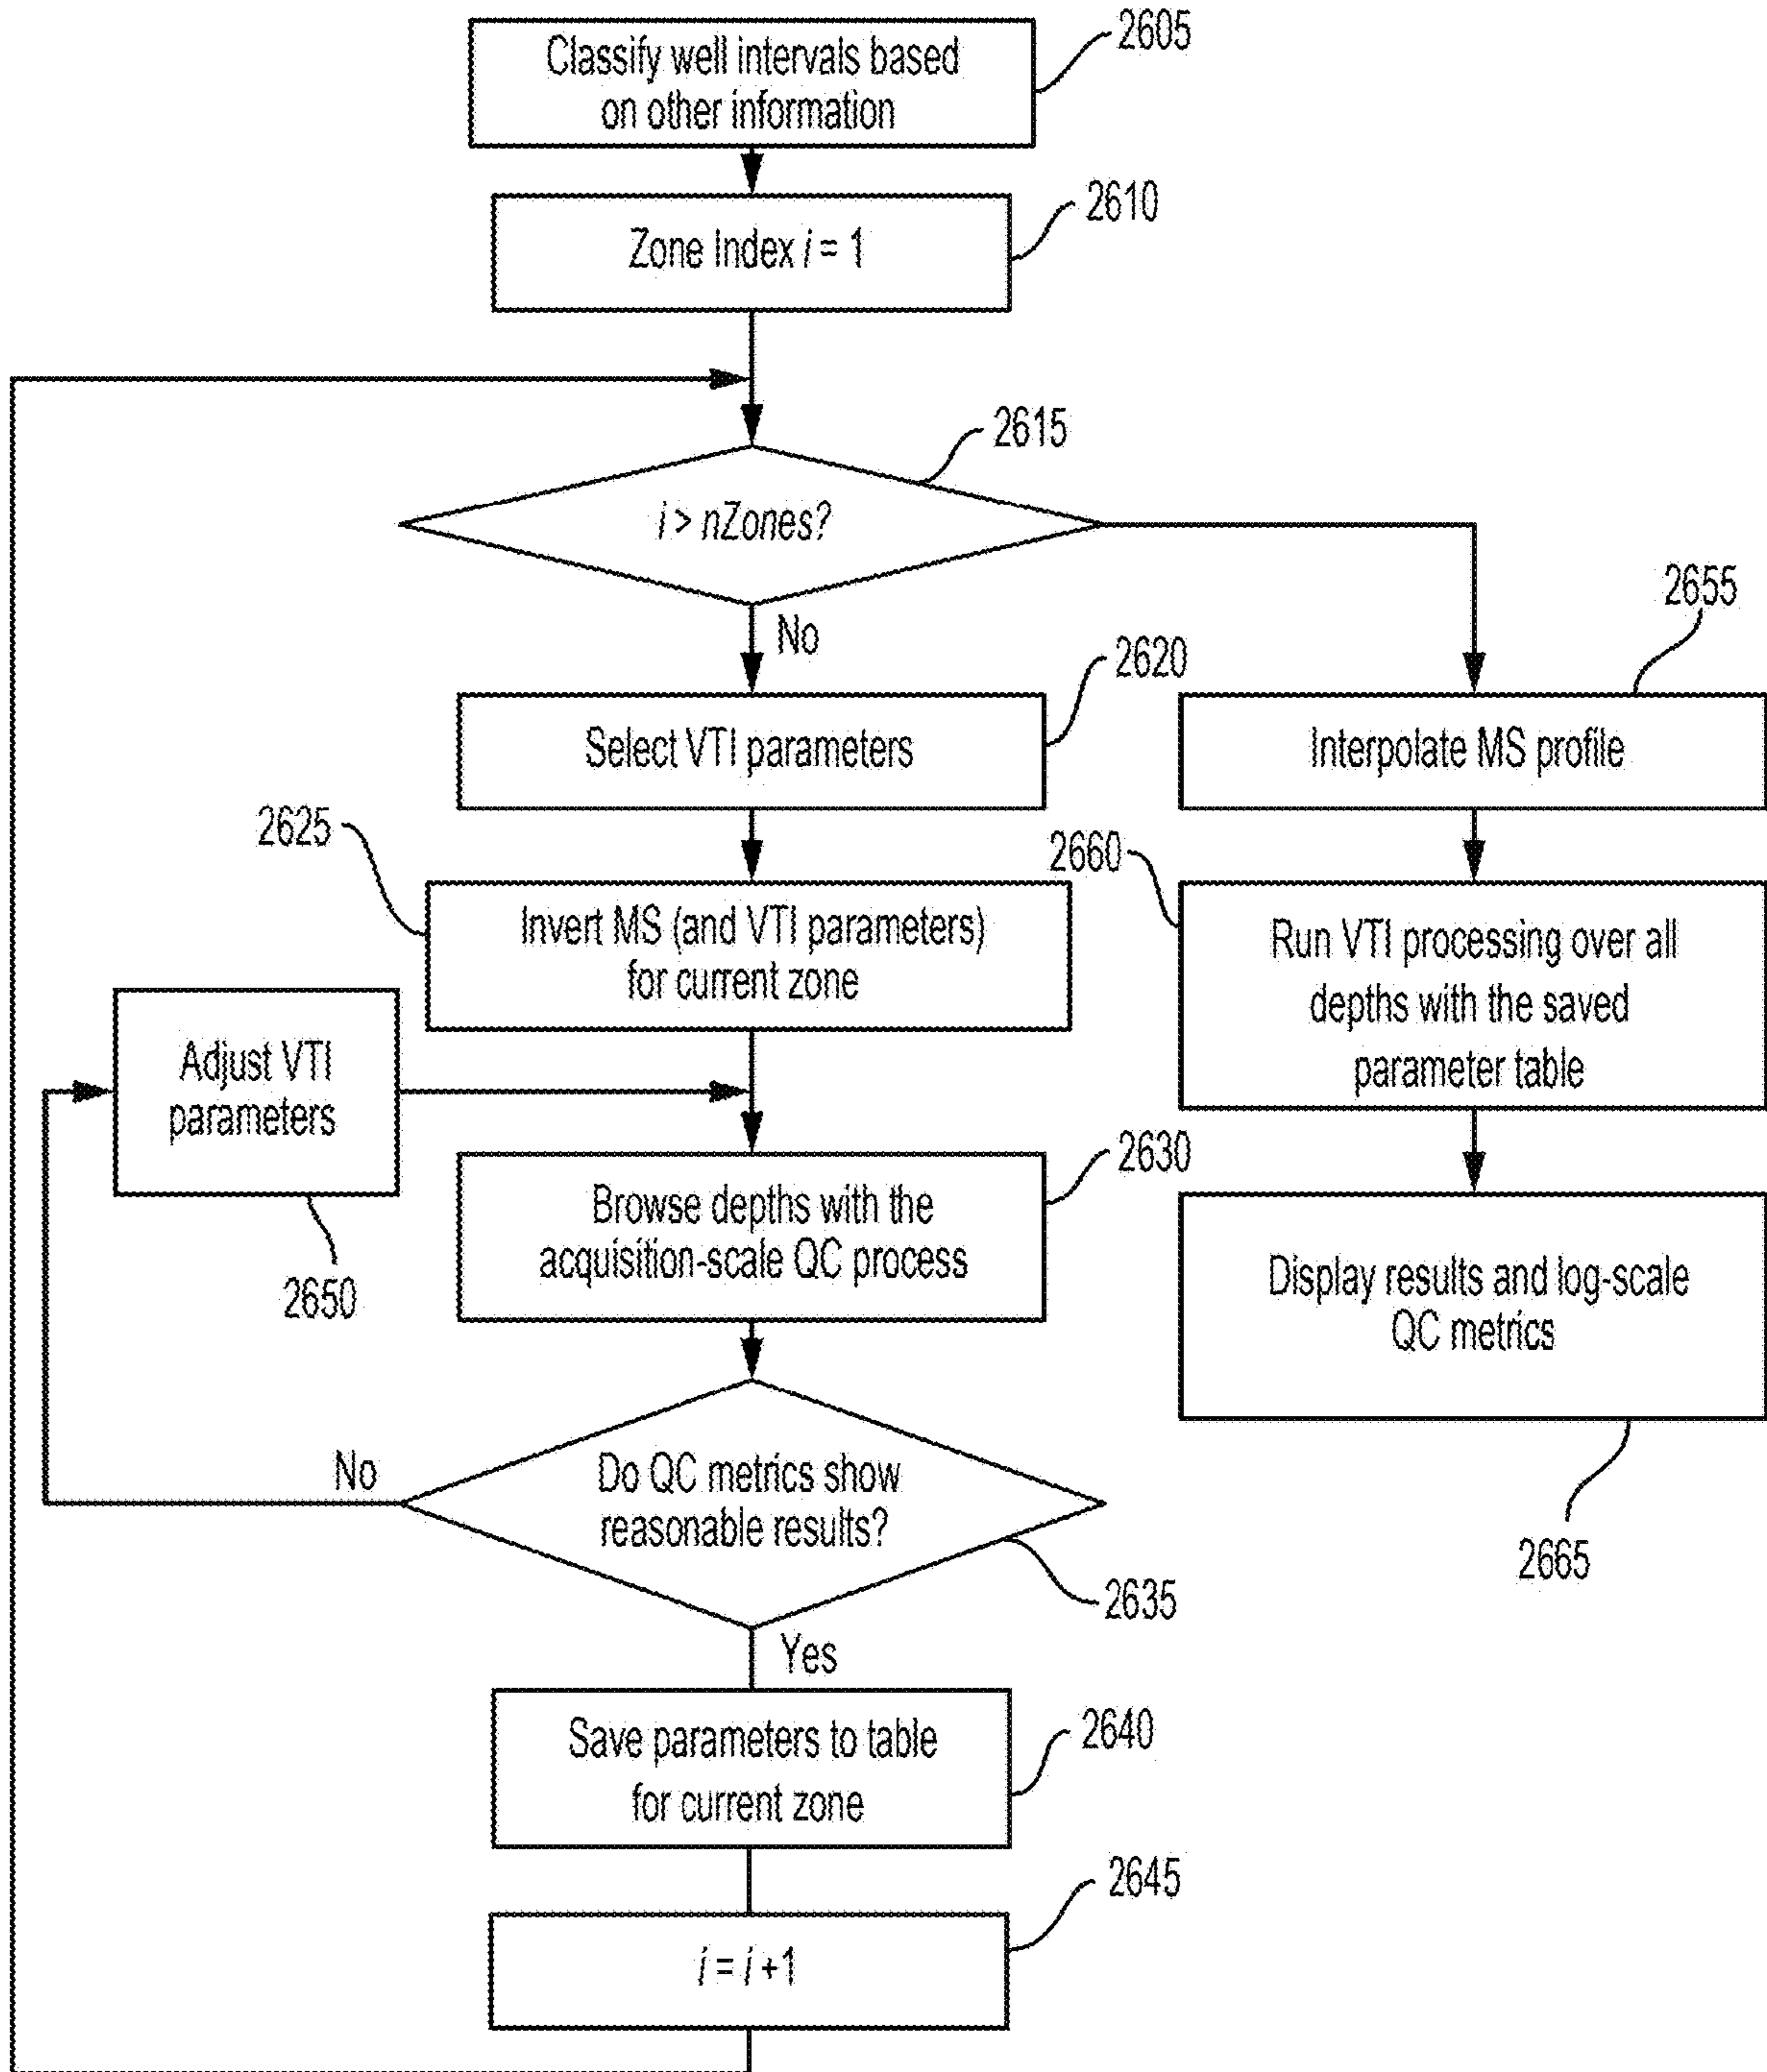 Classify well intervals based
on other information
2605
Zone Index i = 1
2610
i > nZones?
2615
No
Select VTI parameters
2620
Invert MS (and VTI parameters)
for current zone
2625
Adjust VTI
parameters
2650
Browse depths with the
acquisition-scale QC process
2630
Do QC metrics show
reasonable results?
2635
No
Yes
Save parameters to table
for current zone
2640
i = i +1
2645
Interpolate MS profile
2655
Run VTI processing over all
depths with the saved
parameter table
2660
Display results and log-scale
QC metrics
2665